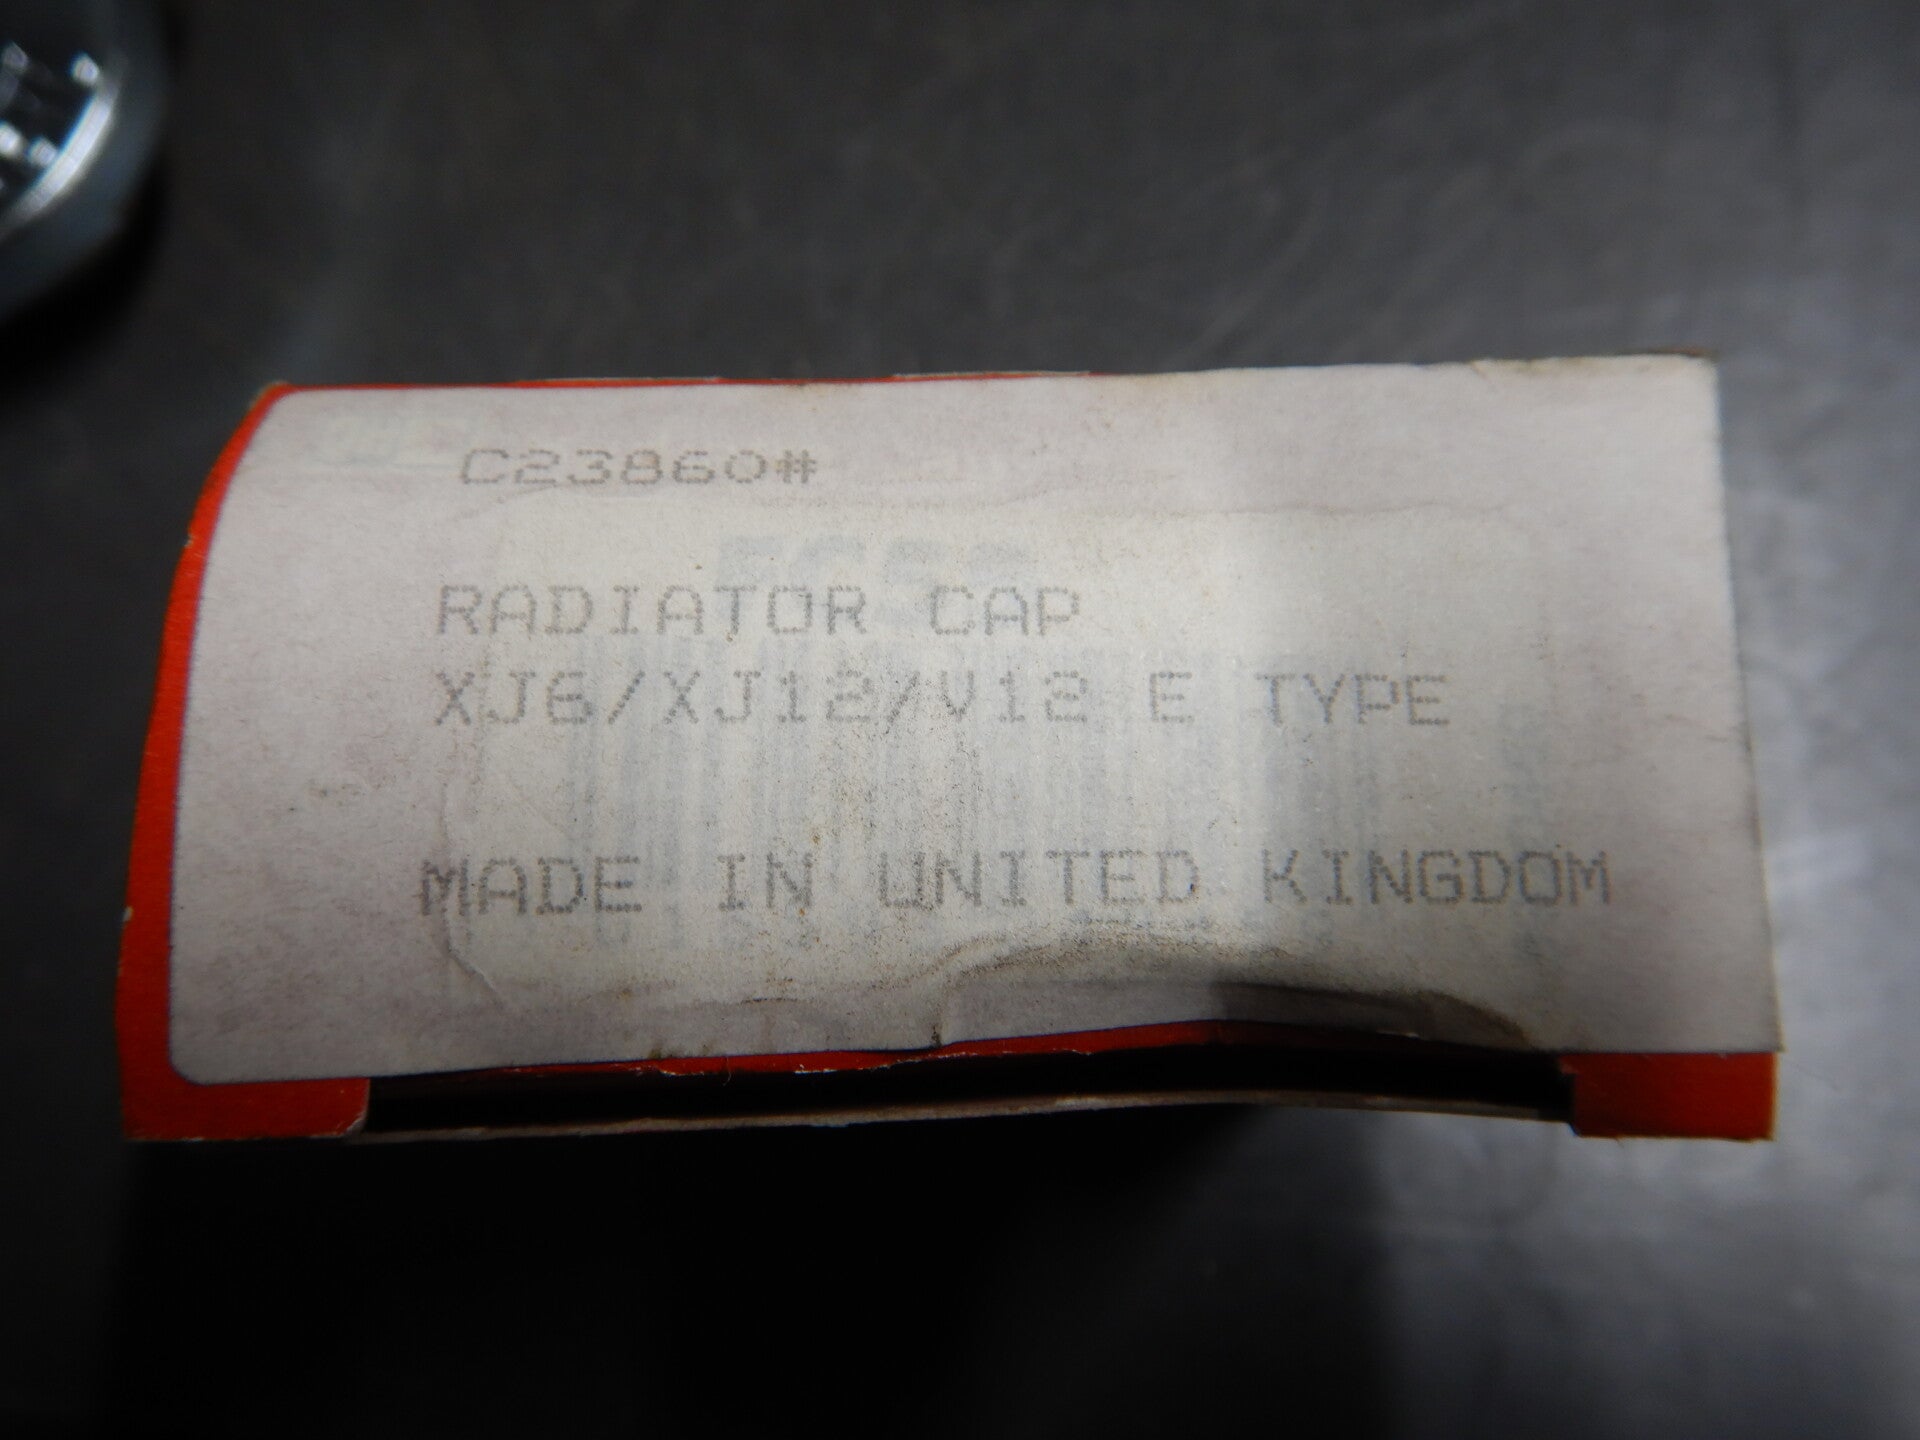 C23860#
RADIATOR CAP
XJ6/XJ12/V12 E TYPE
MADE IN UNITED KINGDOM